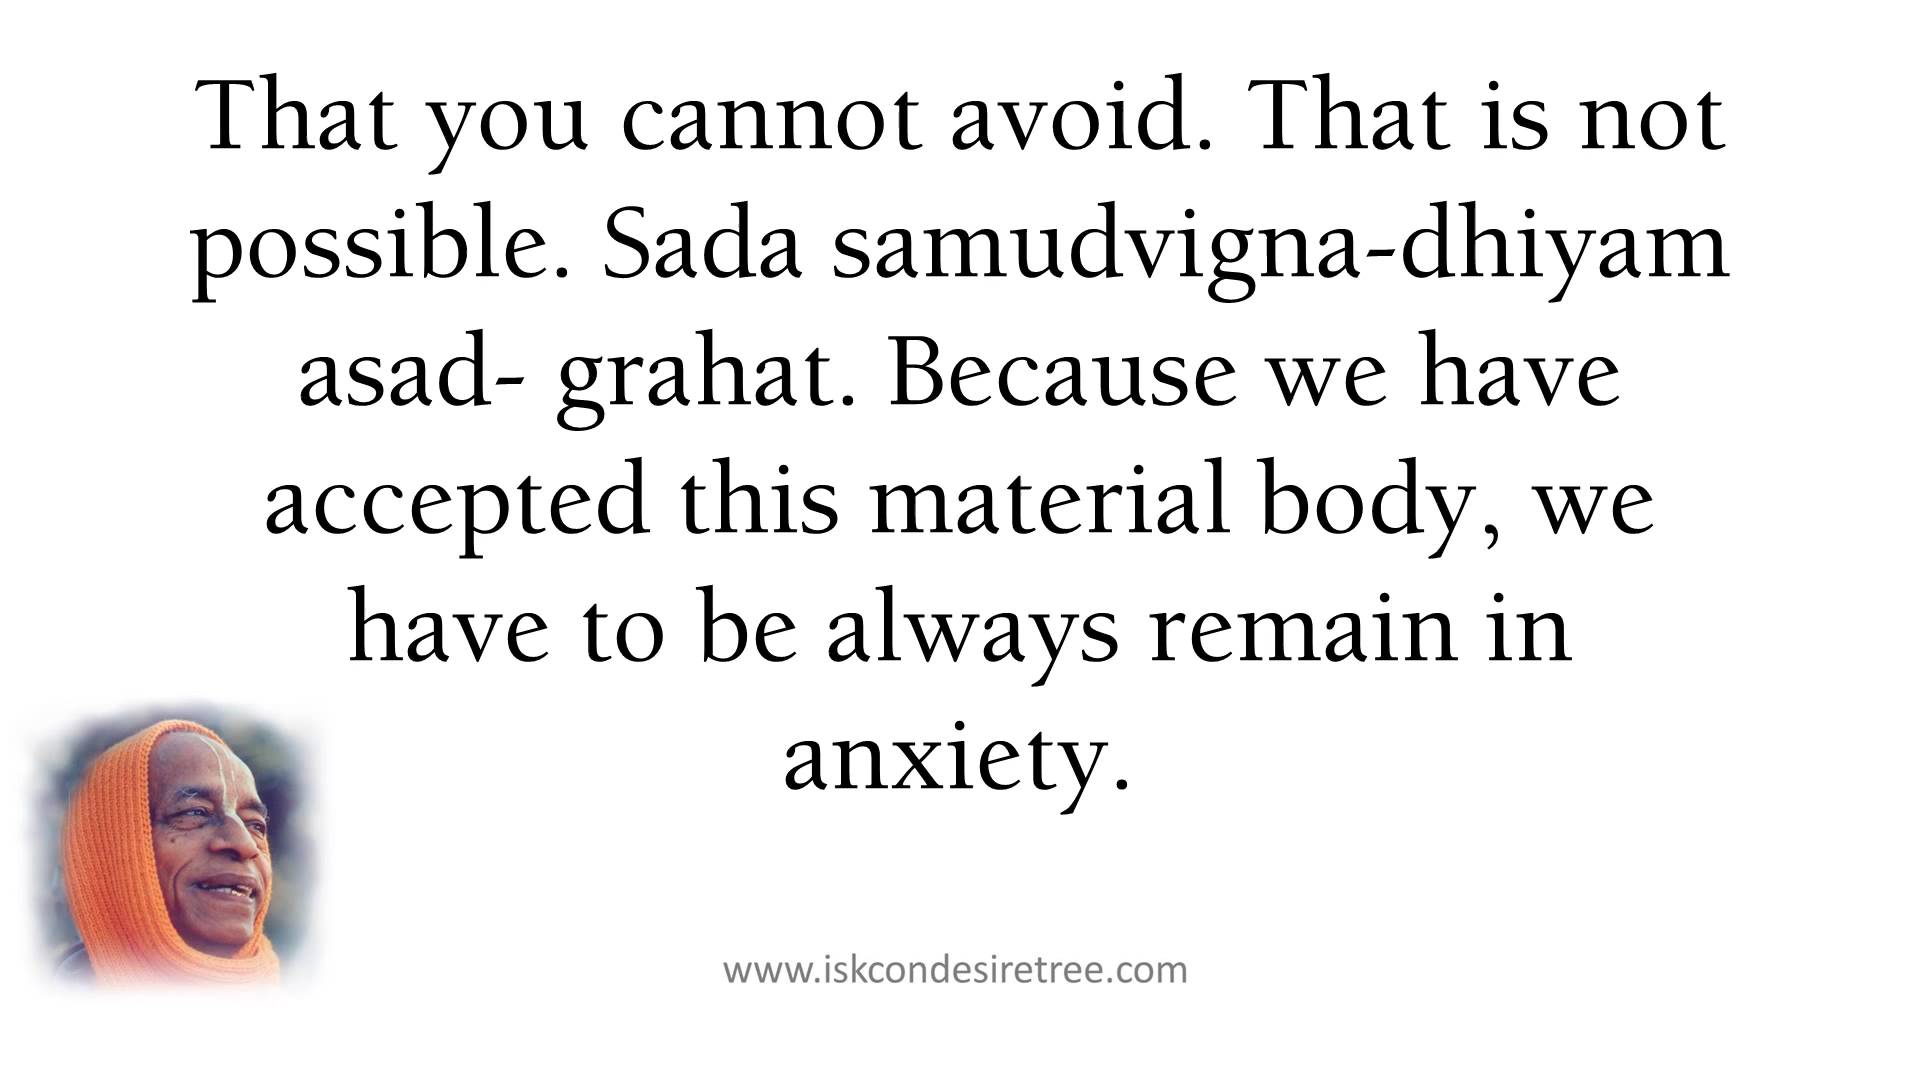 That you cannot avoid. That is not
possible. Sada samudvigna-dhiyam
asad- grahat. Because we have
accepted this material body, we
have to be always remain in
anxiety.
www.iskcondesiretree.com